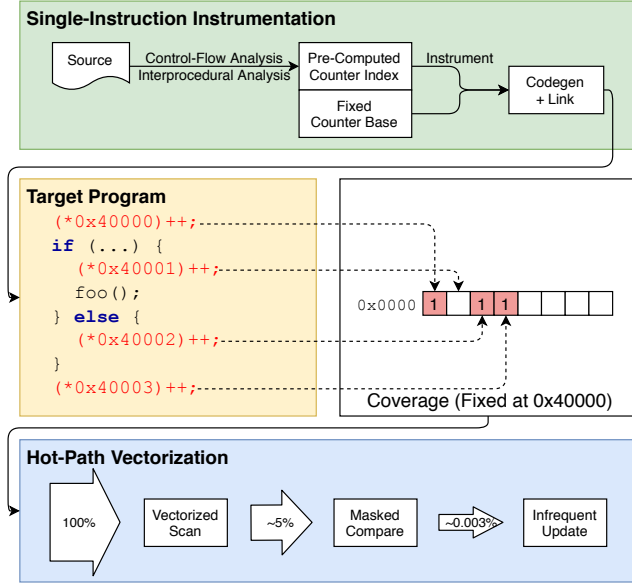 Single-Instruction Instrumentation
Source
Control-Flow Analysis
Interprocedural Analysis
Pre-Computed
Counter Index
Fixed
Counter Base
Instrument
Codegen
+ Link
Target Program
(*0x40000)++;
if (...) {
(*0x40001)++;
foo();
} else {
(*0x40002)++;
}
(*0x40003)++;
0x0000
1 1 1
Coverage (Fixed at 0x40000)
Hot-Path Vectorization
100%
Vectorized
Scan
~5%
Masked
Compare
~0.003%
Infrequent
Update